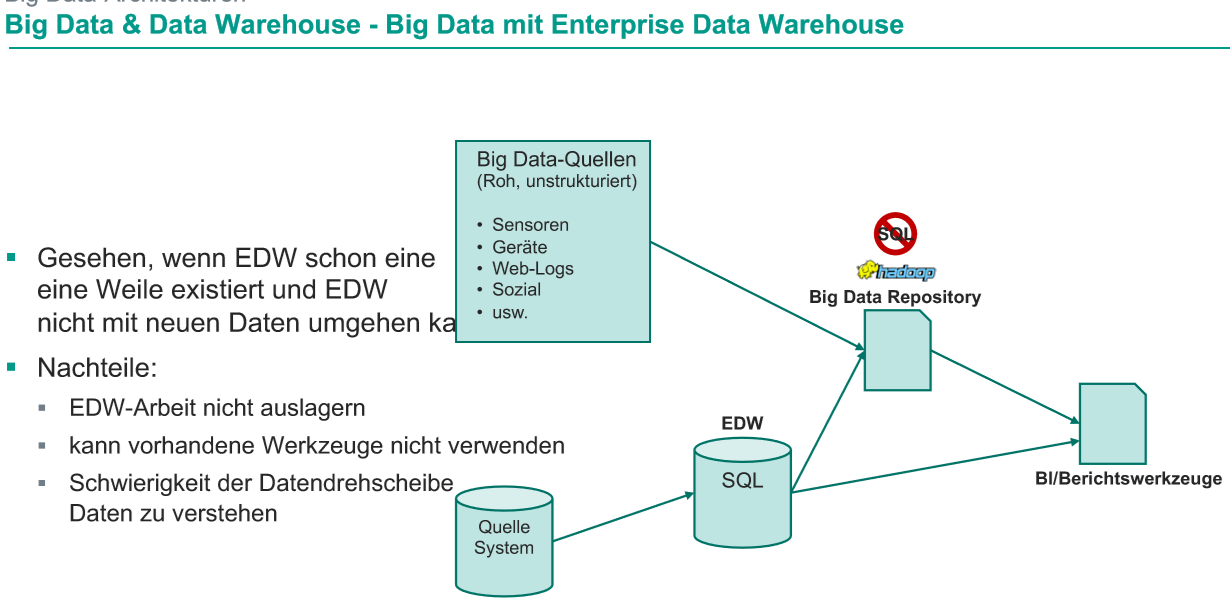 Big Data & Data Warehouse - Big Data mit Enterprise Data Warehouse
Gesehen, wenn EDW schon eine
eine Weile existiert und EDW
nicht mit neuen Daten umgehen ka
Nachteile:
EDW-Arbeit nicht auslagern
kann vorhandene Werkzeuge nicht verwenden
Schwierigkeit der Datendrehscheibe
Daten zu verstehen
Big Data-Quellen
(Roh, unstrukturiert)
• Sensoren
• Geräte
• Web-Logs
• Sozial
• usw.
Quelle
System
EDW
SQL
SQL
hadoop
Big Data Repository
BI/Berichtswerkzeuge